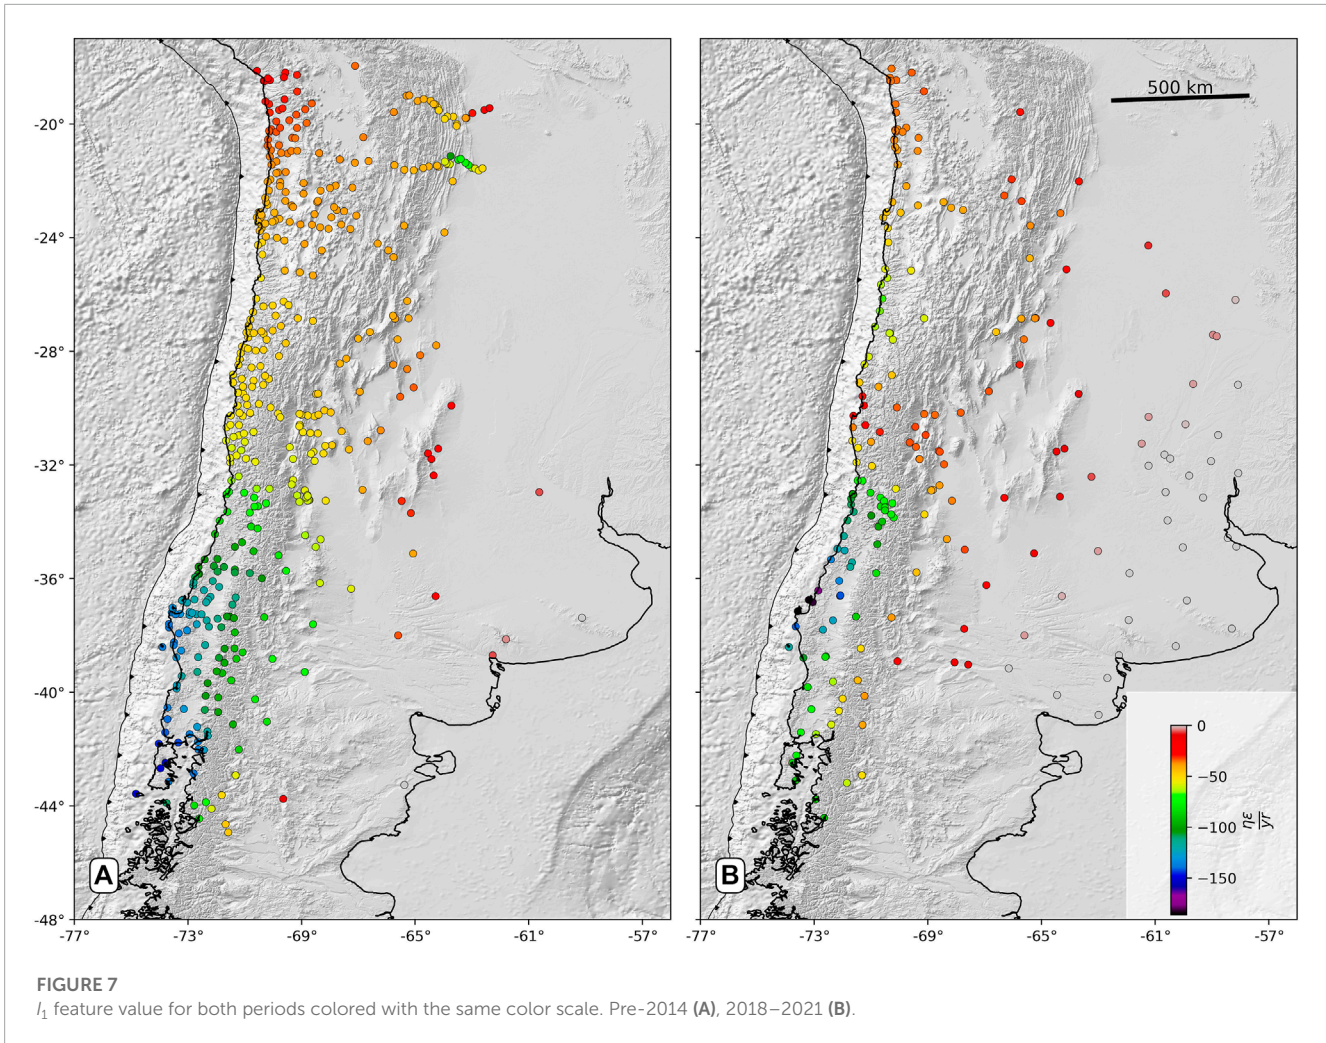 500 km
-20°
-24°
-28°
-32°
-36°
-40°
-44°
-48°
A
B
0
−50
−100
−150
ηε
yr
-77 -73 -69 -65 -61 -57°
-77 -73 -69 -65 -61 -57°
FIGURE 7
I₁ feature value for both periods colored with the same color scale. Pre-2014 (A), 2018–2021 (B).